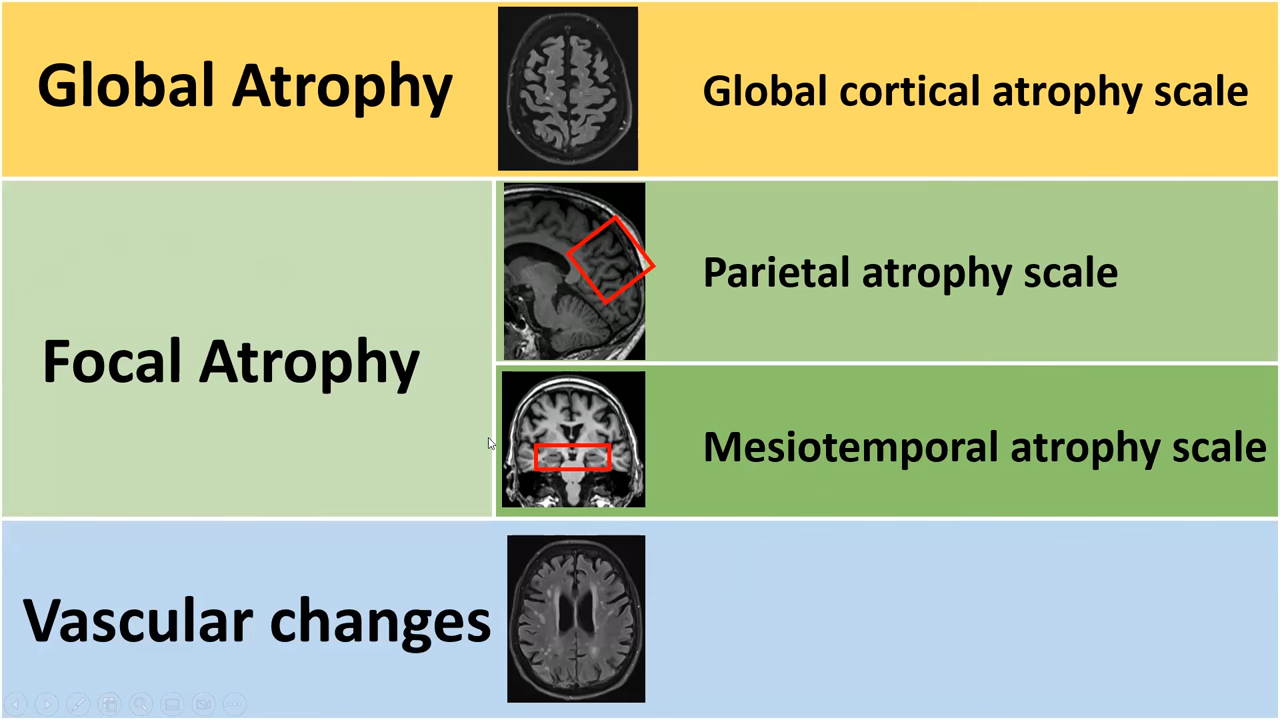 Global Atrophy
Global cortical atrophy scale
Focal Atrophy
Parietal atrophy scale
Mesiotemporal atrophy scale
Vascular changes